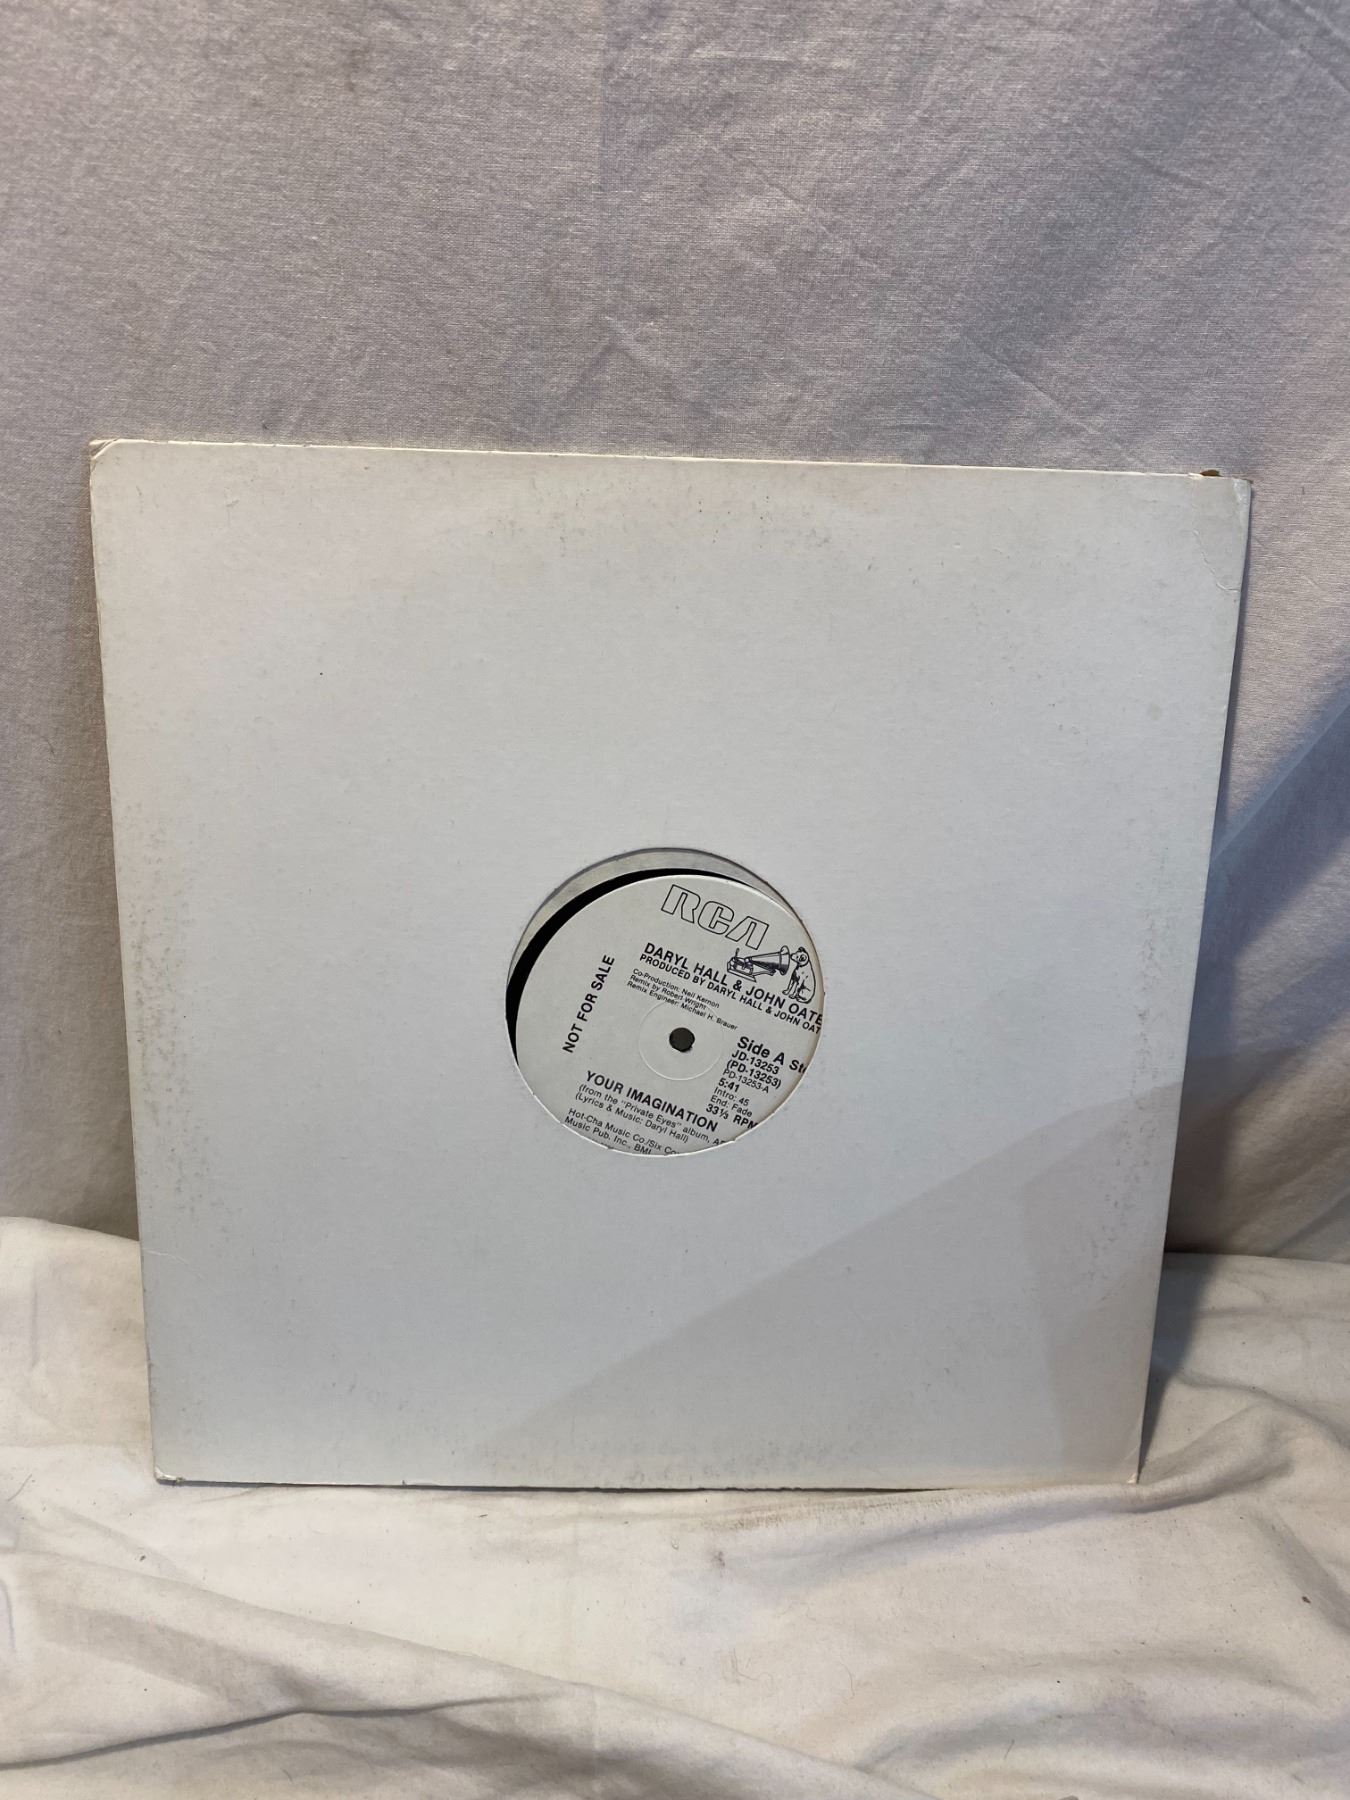 RCA
DARYL HALL & JOHN OATE
PRODUCED BY DARYL HALL & JOHN OAT
Co-Production: Neil Kernon
Remix by Robert Wright
Remix Engineer: Michael H. Brauer
NOT FOR SALE
Side A St
JD-13253
(PD-13253)
PD-13253-A
5:41
Intro: .45
End: Fade
33⅓ RPM
YOUR IMAGINATION
(from the "Private Eyes" album,
(Lyrics & Music: Daryl Hall)
Hot-Cha Music Co./Six Co
Music Pub. Inc., BMI